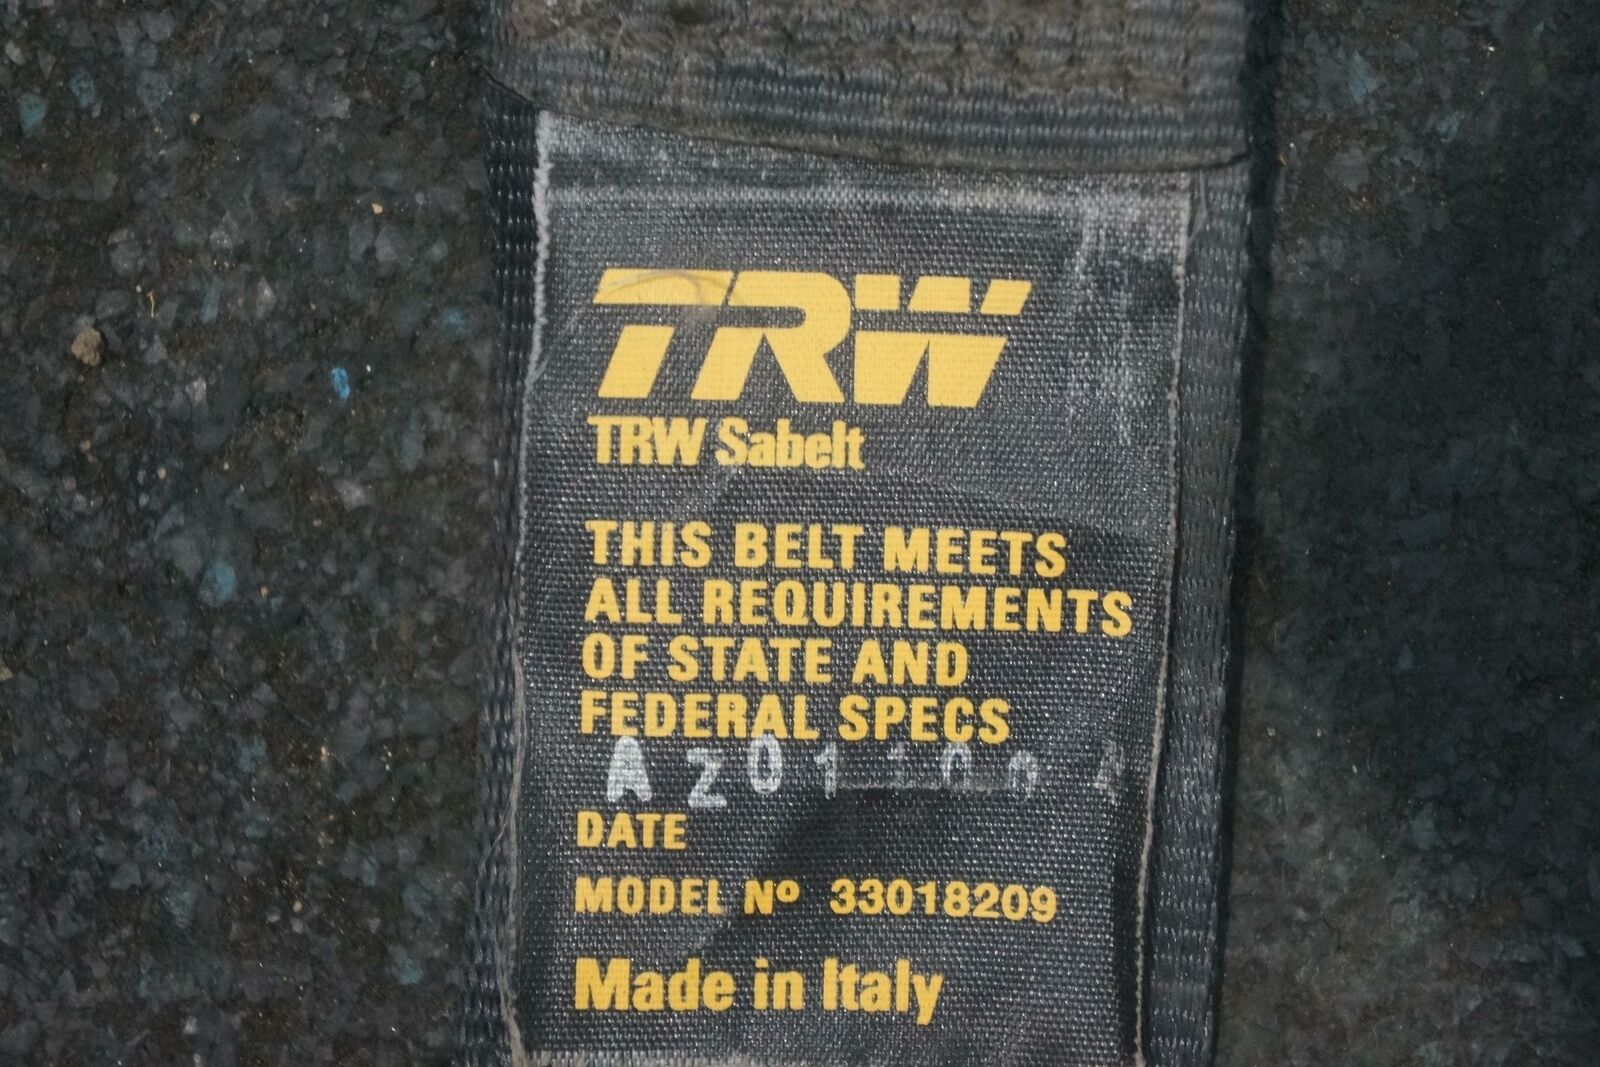 TRW
TRW Sabelt
THIS BELT MEETS
ALL REQUIREMENTS
OF STATE AND
FEDERAL SPECS
DATE
MODEL Nº 33018209
Made in Italy